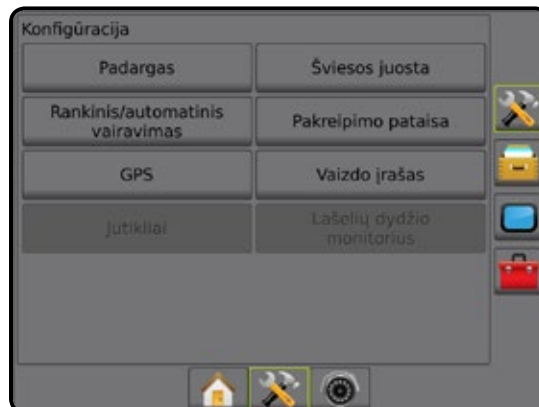 Konfigūracija
Padargas
Šviesos juosta
Rankinis/automatinis
vairavimas
Pakreipimo pataisa
GPS
Vaizdo įrašas
Jutikliai
Lašelių dydžio
monitorius